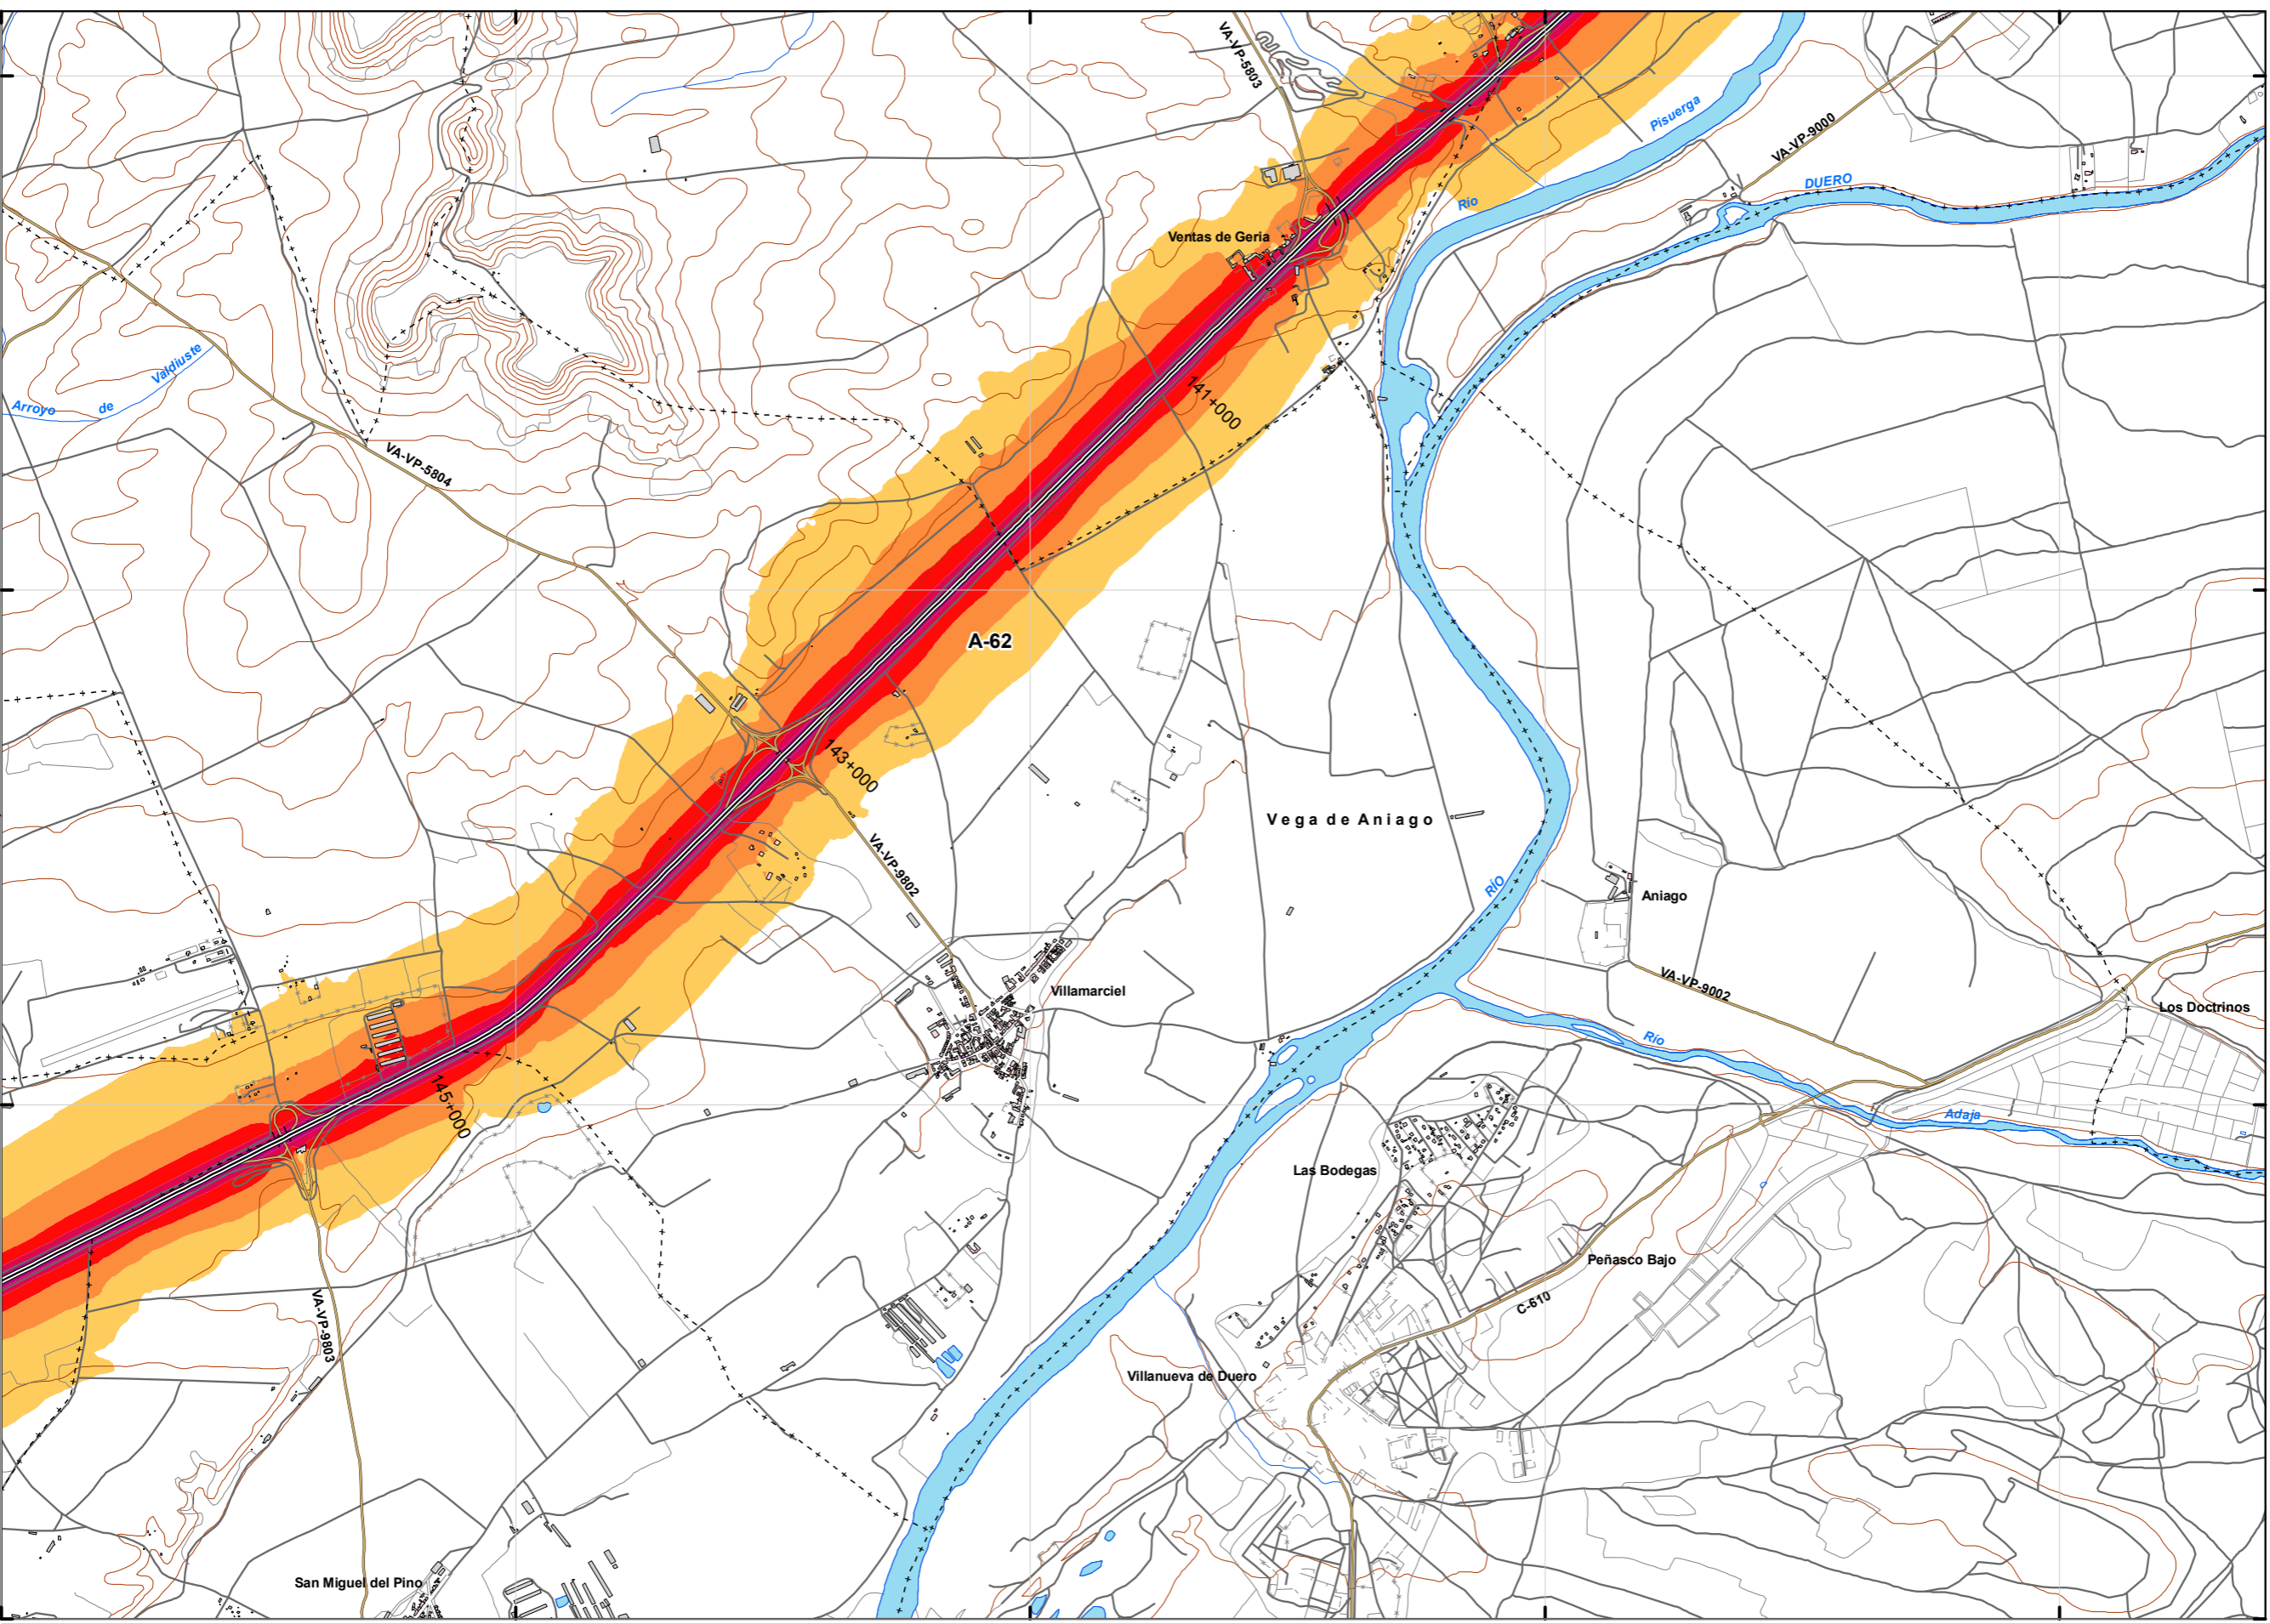 VA-VP-5803
Pisuerga
VA-VP-9000
DUERO
Río
Ventas de Geria
Valdiuste
Arroyo de
141+000
VA-VP-5804
A-62
143+000
Vega de Aniago
VA-VP-9802
RÍO
Aniago
VA-VP-9002
Villamarciel
Los Doctrinos
Río
145+000
Adaja
Las Bodegas
Peñasco Bajo
C-610
VA-VP-9803
Villanueva de Duero
San Miguel del Pino